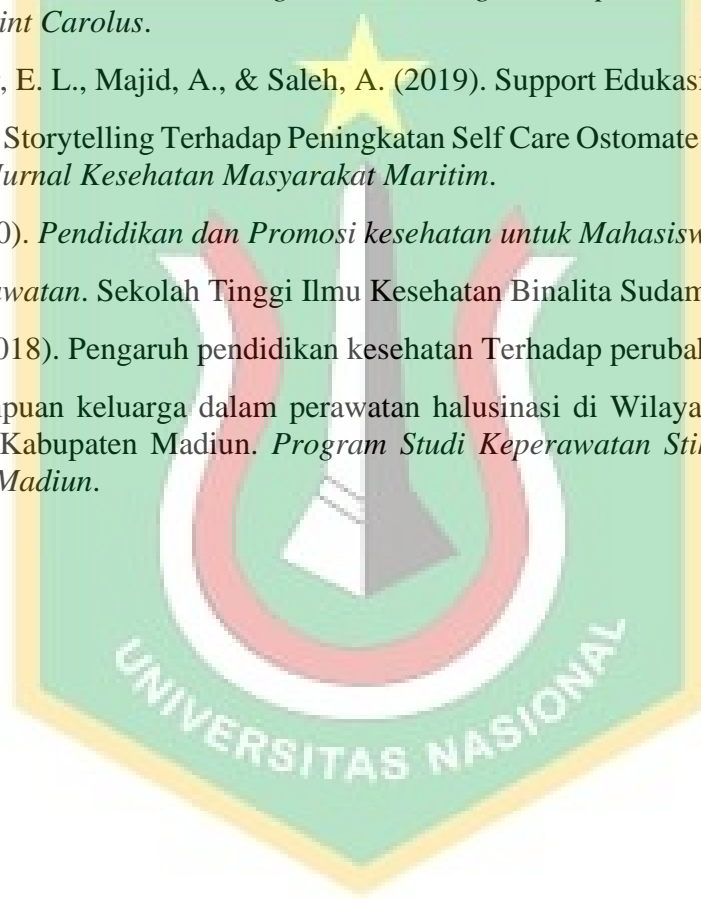 int Carolus.
, E. L., Majid, A., & Saleh, A. (2019). Support Edukasi
Storytelling Terhadap Peningkatan Self Care Ostomate
Jurnal Kesehatan Masyarakat Maritim.
0). Pendidikan dan Promosi kesehatan untuk Mahasisw
awatan. Sekolah Tinggi Ilmu Kesehatan Binalita Sudam
018). Pengaruh pendidikan kesehatan Terhadap perubah
puan keluarga dalam perawatan halusinasi di Wilaya
Kabupaten Madiun. Program Studi Keperawatan Stik
Madiun.
UNIVERSITAS NASIONAL